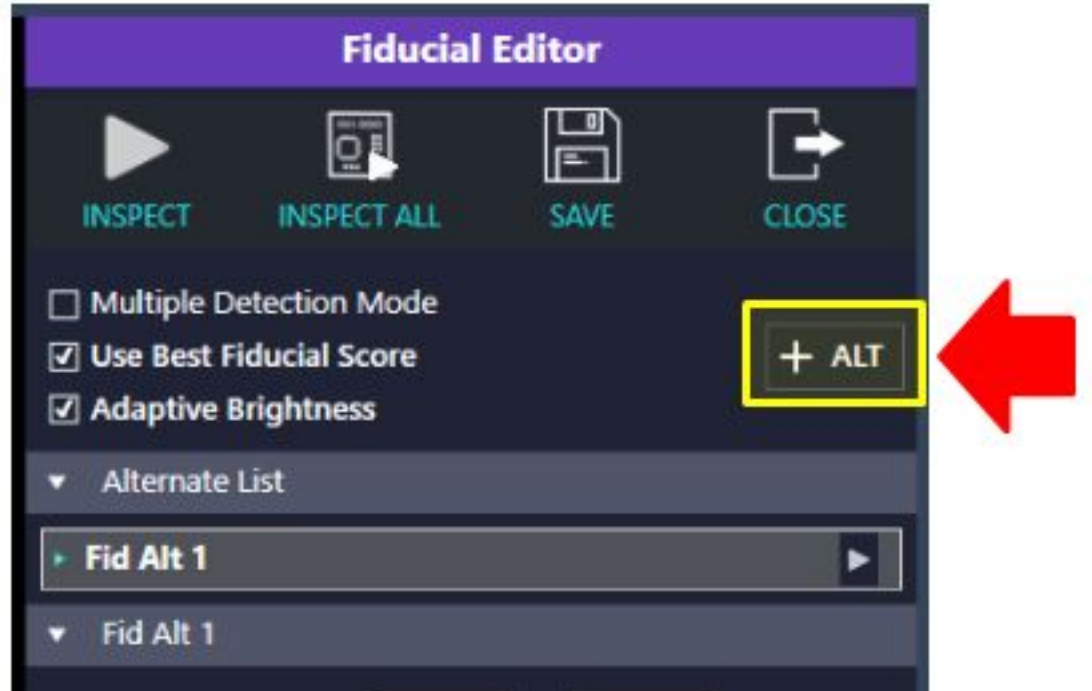 Fiducial Editor
INSPECT INSPECT ALL SAVE CLOSE
Multiple Detection Mode
Use Best Fiducial Score
+ ALT
Adaptive Brightness
Alternate List
Fid Alt 1
Fid Alt 1